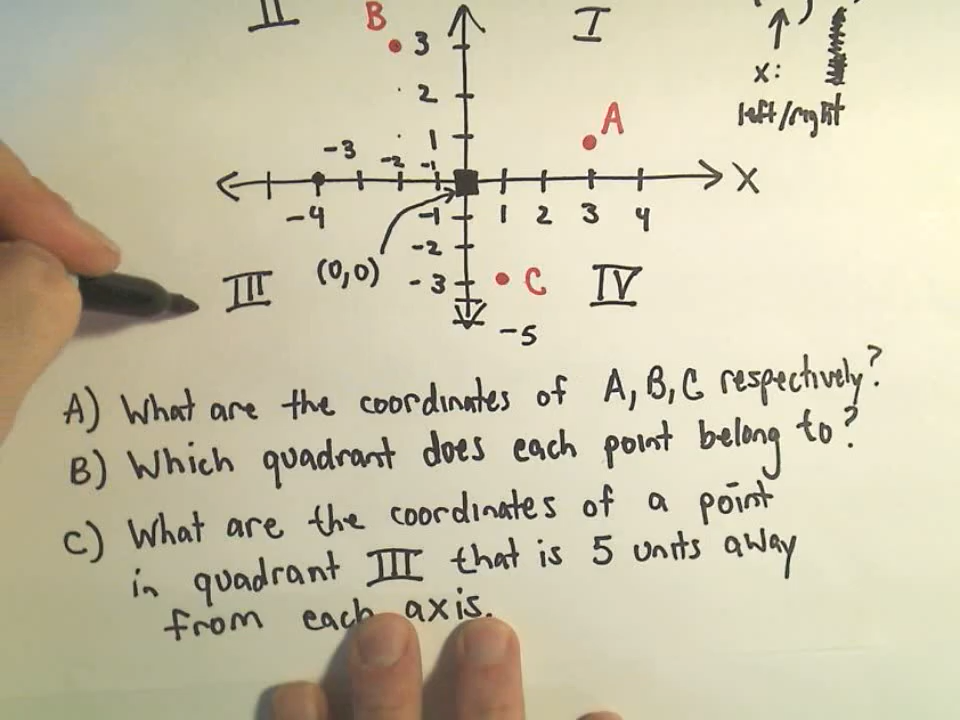 II B 3 I )
2 x:
1 A left/right
-3 -2 -1 X
-4 -1 1 2 3 4
-2
III (0,0) -3 C IV
-5
A) What are the coordinates of A, B, C respectively?
B) Which quadrant does each point belong to?
C) What are the coordinates of a point
in quadrant III that is 5 units away
from each axis.